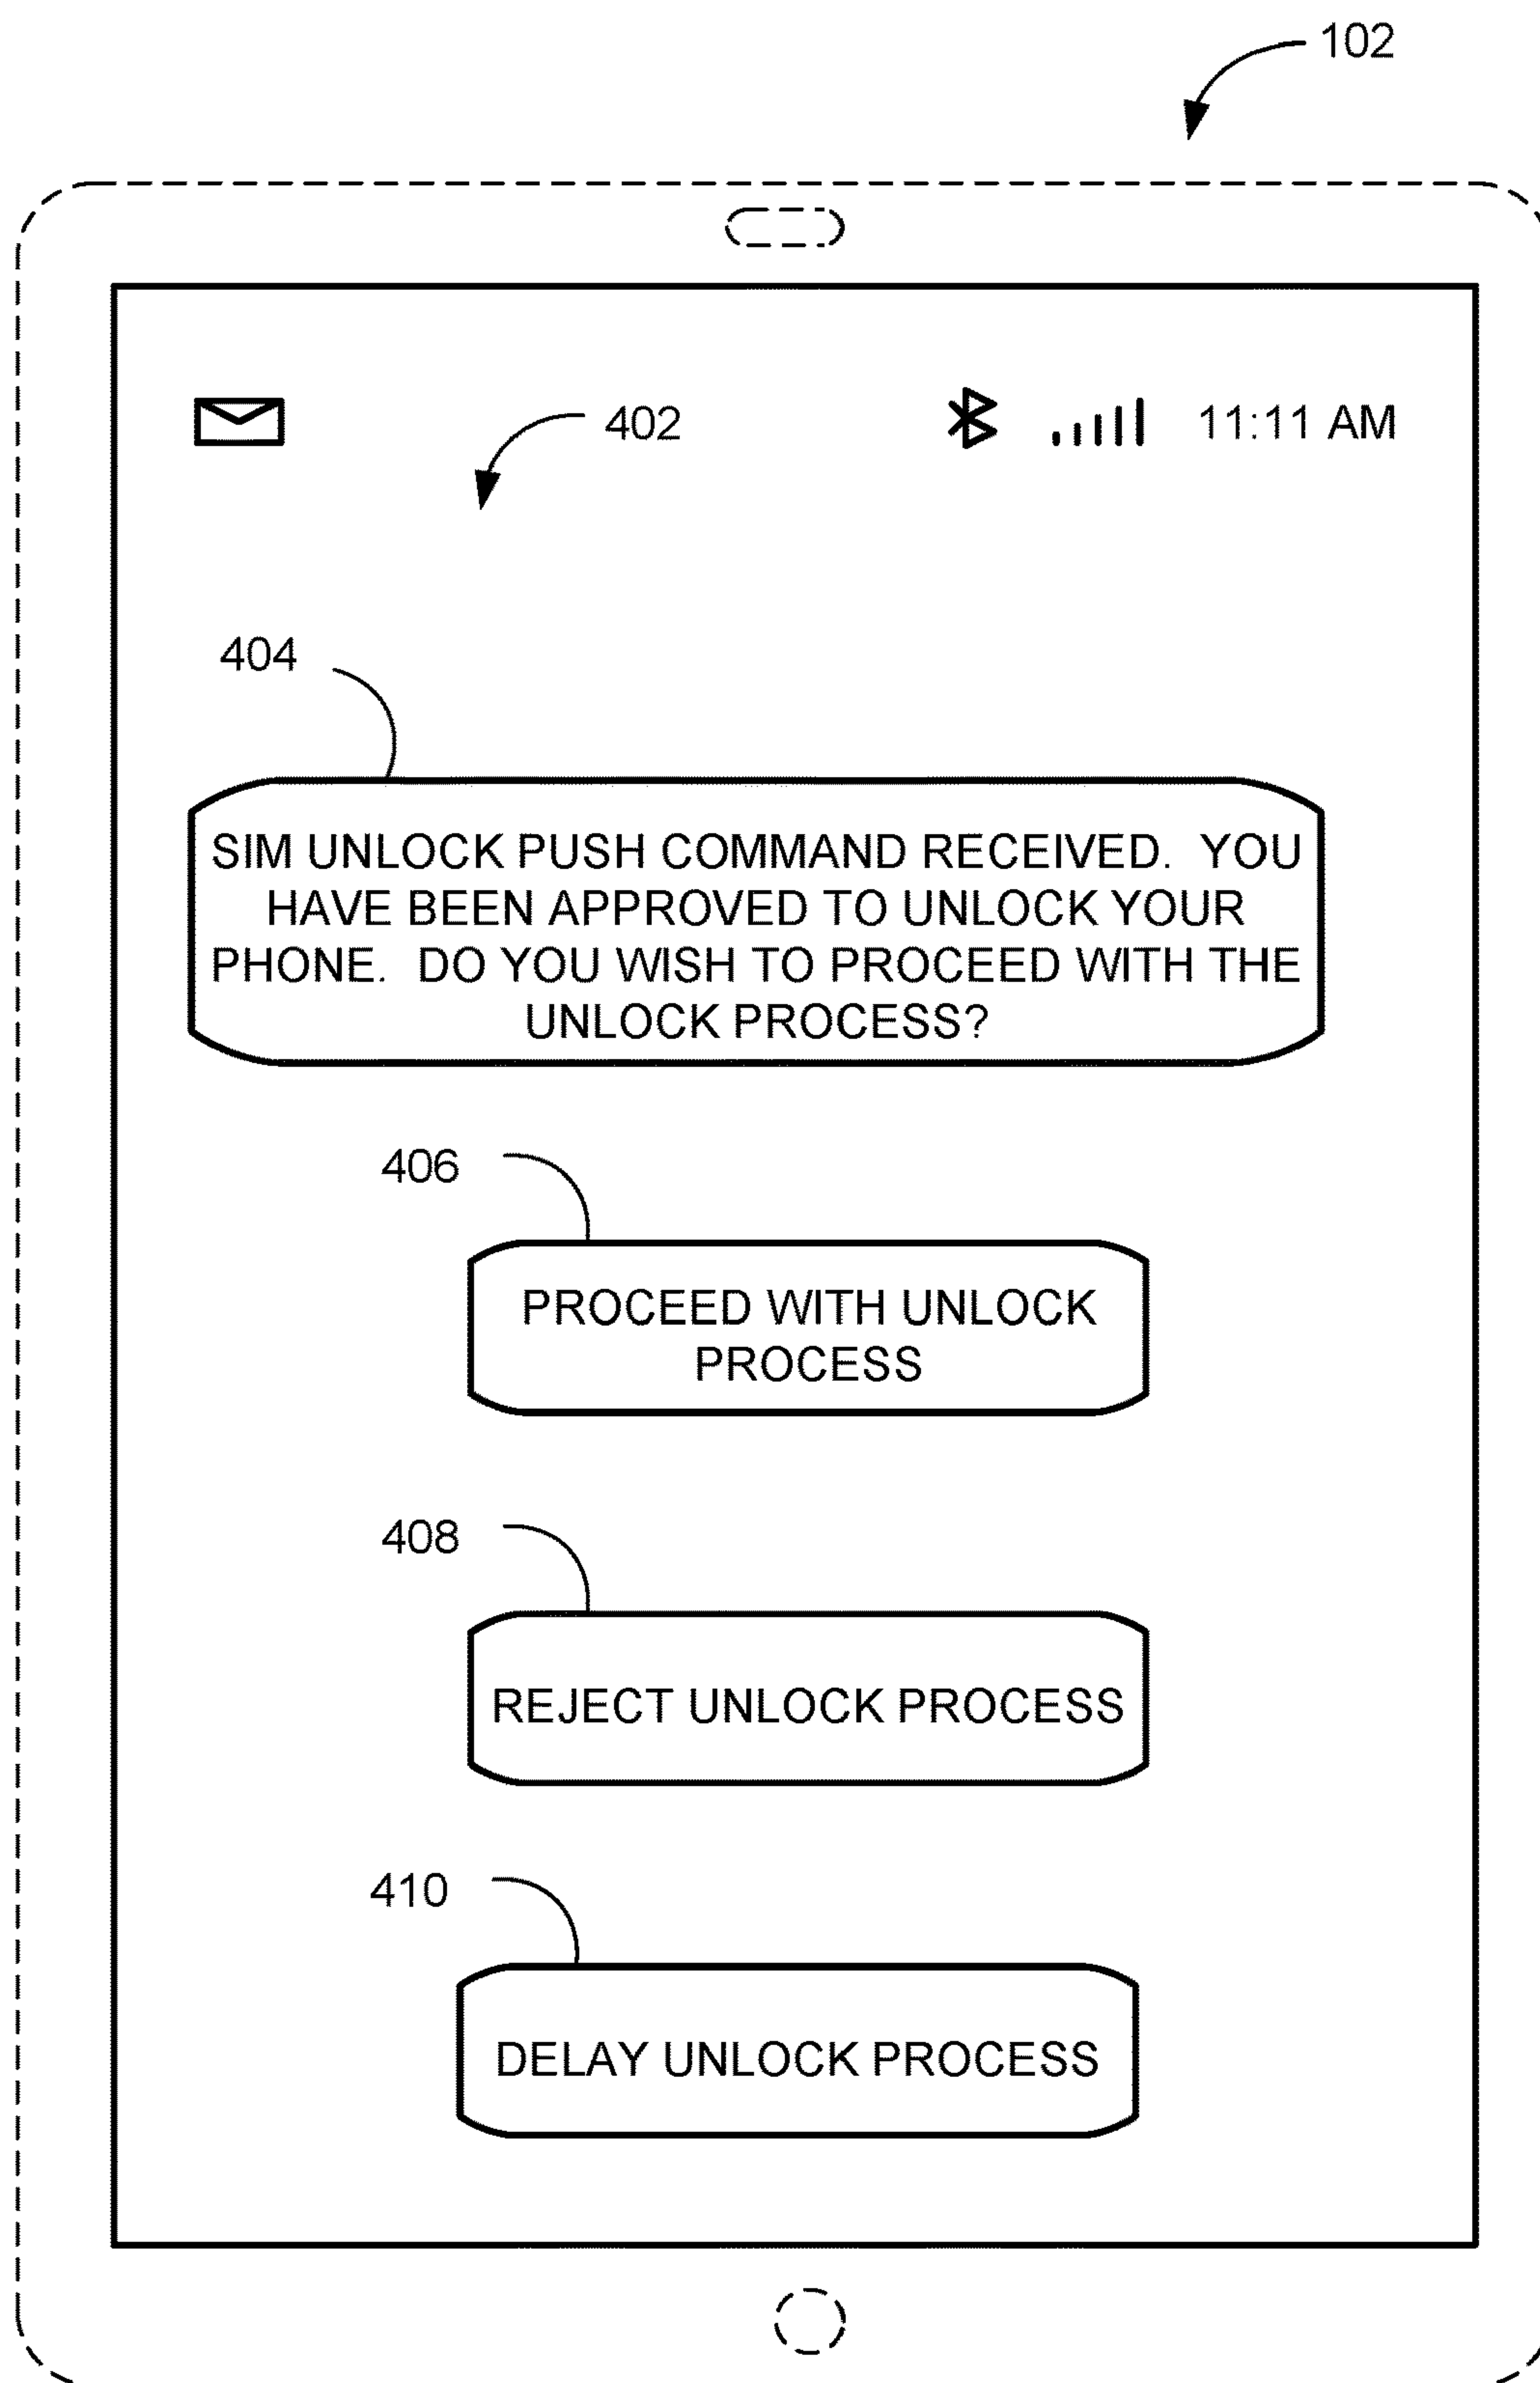 102
402
11:11 AM
404
SIM UNLOCK PUSH COMMAND RECEIVED. YOU
HAVE BEEN APPROVED TO UNLOCK YOUR
PHONE. DO YOU WISH TO PROCEED WITH THE
UNLOCK PROCESS?
406
PROCEED WITH UNLOCK
PROCESS
408
REJECT UNLOCK PROCESS
410
DELAY UNLOCK PROCESS